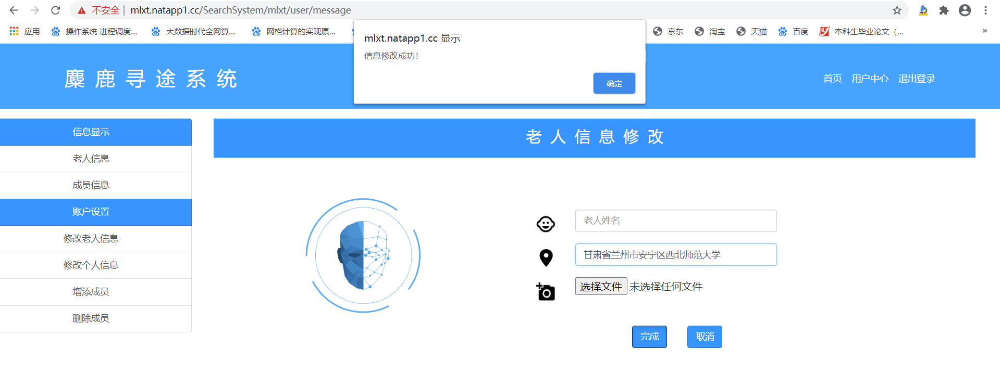 不安全 mlxt.natapp1.cc/SearchSystem/mlxt/user/message
应用 操作系统 进程调度... 大数据时代全网算... 网格计算的实现原... 京东 淘宝 天猫 百度 本科生毕业论文（... »
mlxt.natapp1.cc 显示
信息修改成功！
确定
麋鹿寻途系统
首页 用户中心 退出登录
信息显示
老人信息
成员信息
账户设置
修改老人信息
修改个人信息
增添成员
删除成员
老人信息修改
老人姓名
甘肃省兰州市安宁区西北师范大学
选择文件 未选择任何文件
完成 取消